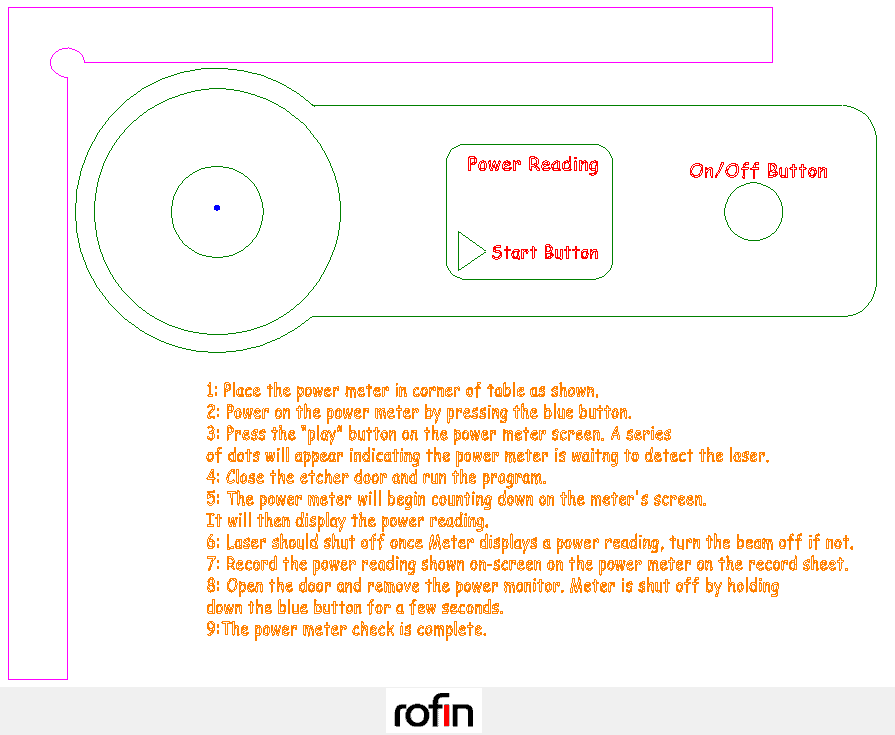 Power Reading
On/Off Button
Start Button
1: Place the power meter in corner of table as shown.
2: Power on the power meter by pressing the blue button.
3: Press the "play" button on the power meter screen. A series
of dots will appear indicating the power meter is waitng to detect the laser.
4: Close the etcher door and run the program.
5: The power meter will begin counting down on the meter's screen.
It will then display the power reading.
6: Laser should shut off once Meter displays a power reading, turn the beam off if not.
7: Record the power reading shown on-screen on the power meter on the record sheet.
8: Open the door and remove the power monitor. Meter is shut off by holding
down the blue button for a few seconds.
9:The power meter check is complete.
rofin